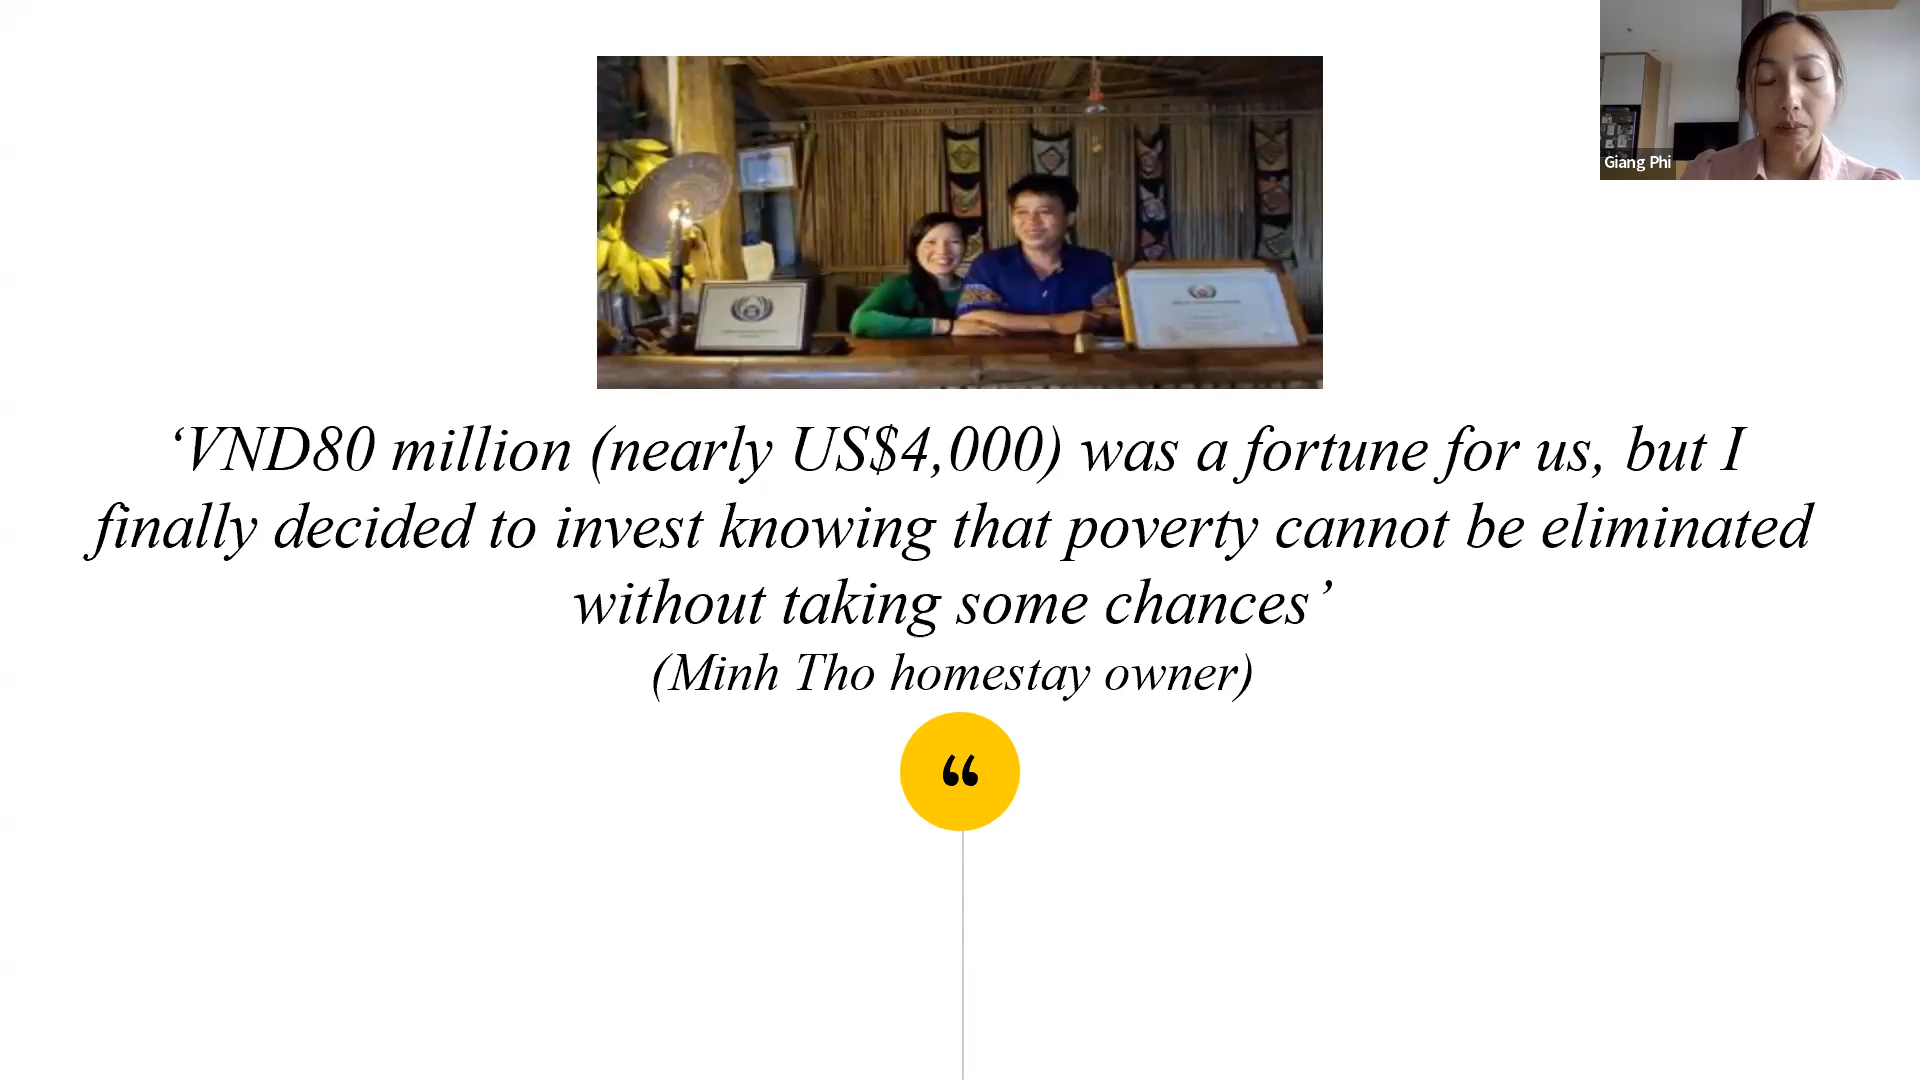 Giang Phi
‘VND80 million (nearly US$4,000) was a fortune for us, but I
finally decided to invest knowing that poverty cannot be eliminated
without taking some chances’
(Minh Tho homestay owner)
“